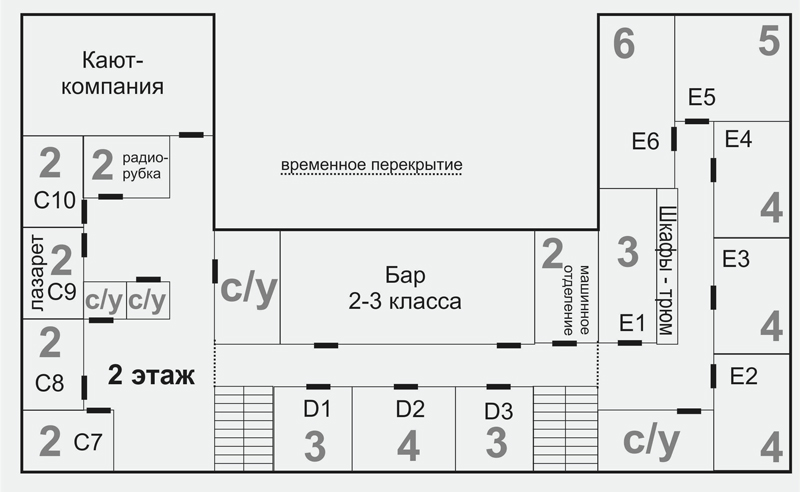 Кают-
компания
6
5
E5
E6
E4
4
2
C10
2
радио-
рубка
временное перекрытие
3
E1
Шкафы - трюм
лазарет
2
C9
с/у
с/у
с/у
Бар
2-3 класса
2
машинное
отделение
E3
4
2
C8
2 этаж
E2
4
2
C7
D1
3
D2
4
D3
3
с/у